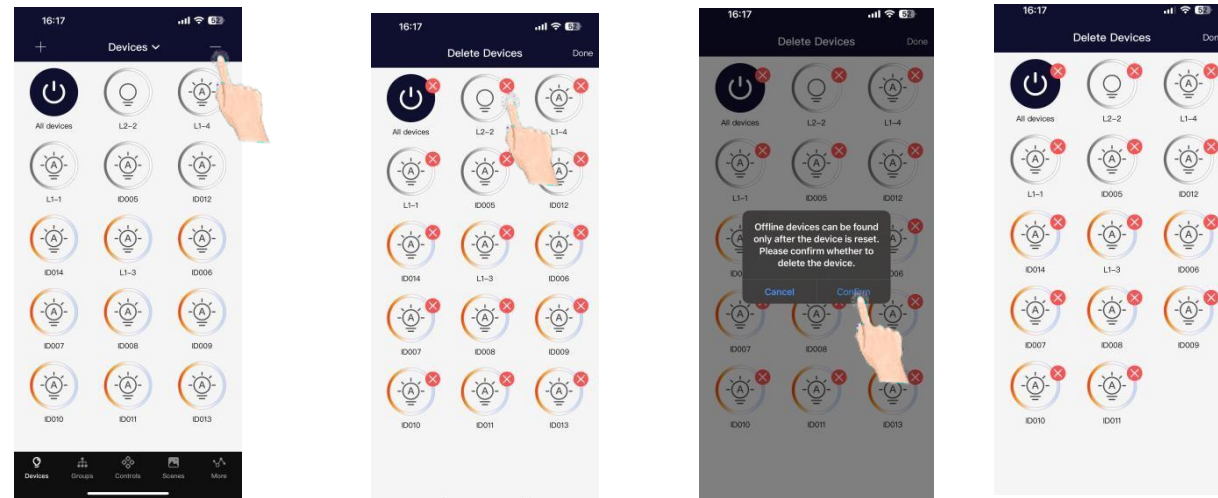 16:17 52
+ Devices −
All devices L2-2 L1-4
L1-1 ID005 ID012
ID014 L1-3 ID006
ID007 ID008 ID009
ID010 ID011 ID013
Devices Groups Controls Scenes More
16:17 52
Delete Devices Done
All devices L2-2 L1-4
L1-1 ID005 ID012
ID014 L1-3 ID006
ID007 ID008 ID009
ID010 ID011 ID013
16:17 52
Delete Devices Done
All devices L2-2 L1-4
L1-1 ID005 ID012
Offline devices can be found
only after the device is reset.
Please confirm whether to
delete the device.
Cancel Confirm
ID007 ID008
ID010 ID011 ID013
16:17 52
Delete Devices Don
All devices L2-2 L1-4
L1-1 ID005 ID012
ID014 L1-3 ID006
ID007 ID008 ID009
ID010 ID011